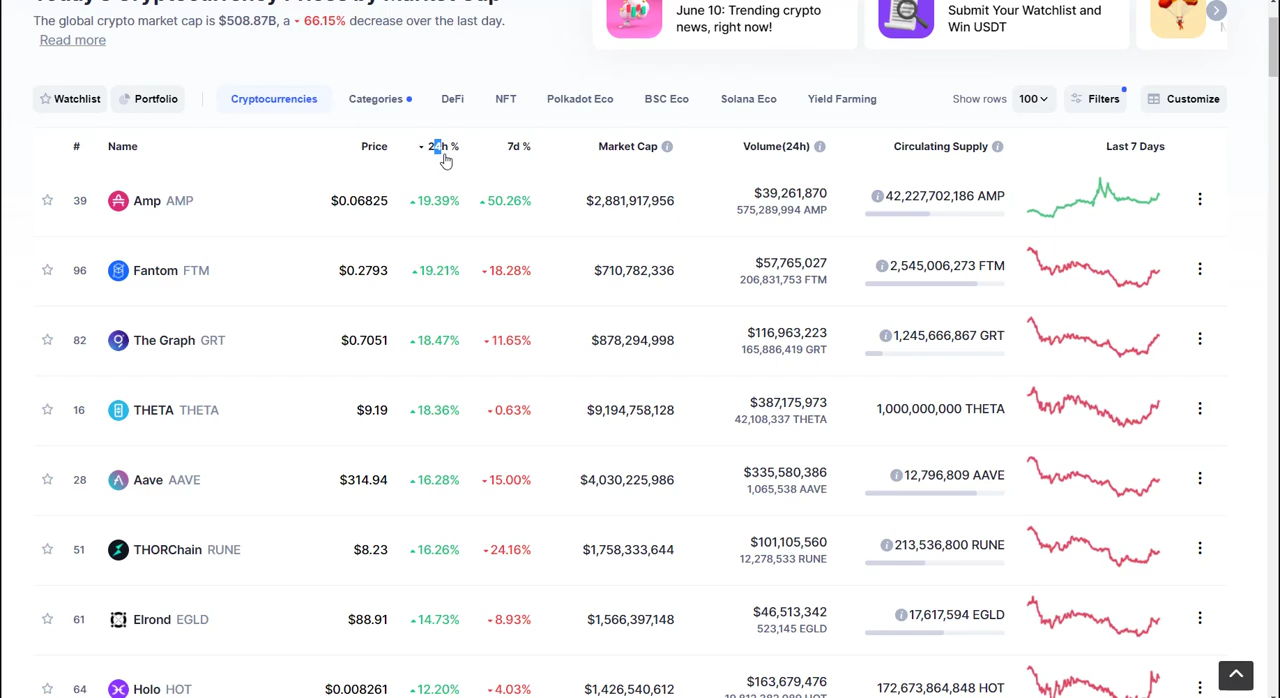 Today's Cryptocurrency Prices by Market Cap
The global crypto market cap is $508.87B, a 66.15% decrease over the last day.
Read more
June 10: Trending crypto
news, right now!
Submit Your Watchlist and
Win USDT
Watchlist Portfolio Cryptocurrencies Categories DeFi NFT Polkadot Eco BSC Eco Solana Eco Yield Farming Show rows 100 Filters Customize
# Name Price 24h % 7d % Market Cap Volume(24h) Circulating Supply Last 7 Days
39 Amp AMP $0.06825 19.39% 50.26% $2,881,917,956 $39,261,870 42,227,702,186 AMP
575,289,994 AMP
96 Fantom FTM $0.2793 19.21% 18.28% $710,782,336 $57,765,027 2,545,006,273 FTM
206,831,753 FTM
82 The Graph GRT $0.7051 18.47% 11.65% $878,294,998 $116,963,223 1,245,666,867 GRT
165,886,419 GRT
16 THETA THETA $9.19 18.36% 0.63% $9,194,758,128 $387,175,973 1,000,000,000 THETA
42,108,337 THETA
28 Aave AAVE $314.94 16.28% 15.00% $4,030,225,986 $335,580,386 12,796,809 AAVE
1,065,538 AAVE
51 THORChain RUNE $8.23 16.26% 24.16% $1,758,333,644 $101,105,560 213,536,800 RUNE
12,278,533 RUNE
61 Elrond EGLD $88.91 14.73% 8.93% $1,566,397,148 $46,513,342 17,617,594 EGLD
523,145 EGLD
64 Holo HOT $0.008261 12.20% 4.03% $1,426,540,612 $163,679,476 172,673,864,848 HOT